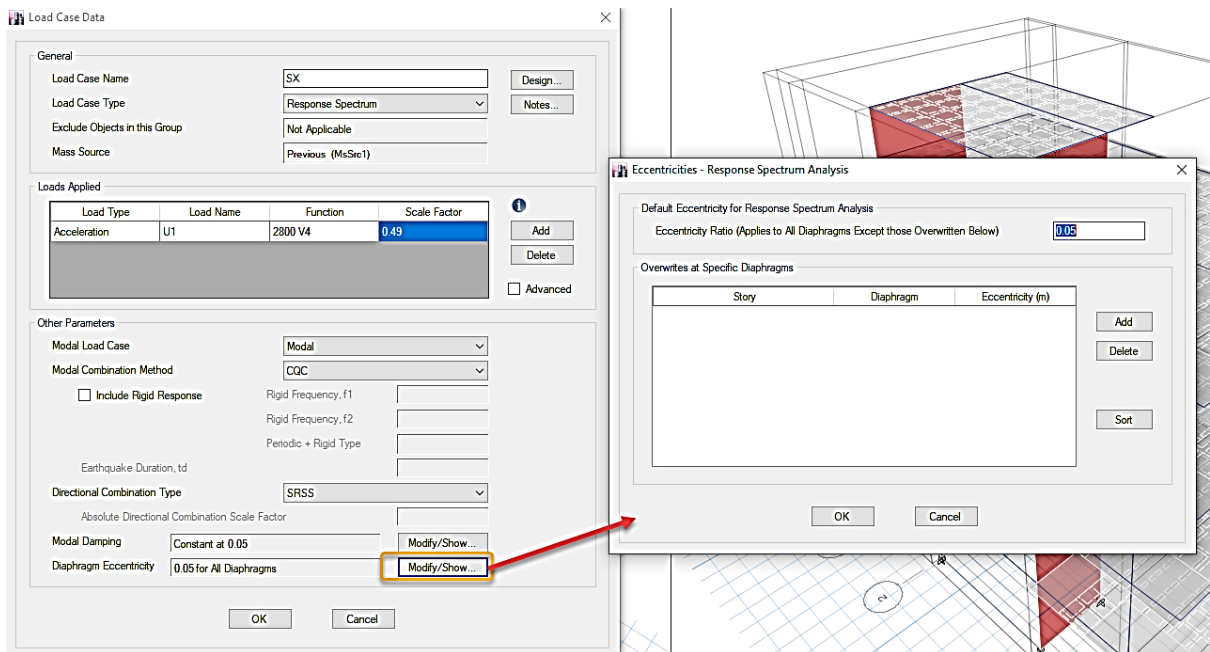 Load Case Data
General
Load Case Name SX Design...
Load Case Type Response Spectrum Notes...
Exclude Objects in this Group Not Applicable
Mass Source Previous (MsSrc1)
Loads Applied
Load Type Load Name Function Scale Factor
Acceleration U1 2800 V4 0.49 Add
Delete
Advanced
Other Parameters
Modal Load Case Modal
Modal Combination Method CQC
Include Rigid Response Rigid Frequency, f1
Rigid Frequency, f2
Periodic + Rigid Type
Earthquake Duration, td
Directional Combination Type SRSS
Absolute Directional Combination Scale Factor
Modal Damping Constant at 0.05 Modify/Show...
Diaphragm Eccentricity 0.05 for All Diaphragms Modify/Show...
OK Cancel
Eccentricities - Response Spectrum Analysis
Default Eccentricity for Response Spectrum Analysis
Eccentricity Ratio (Applies to All Diaphragms Except those Overwritten Below) 0.05
Overwrites at Specific Diaphragms
Story Diaphragm Eccentricity (m)
Add
Delete
Sort
OK Cancel
2